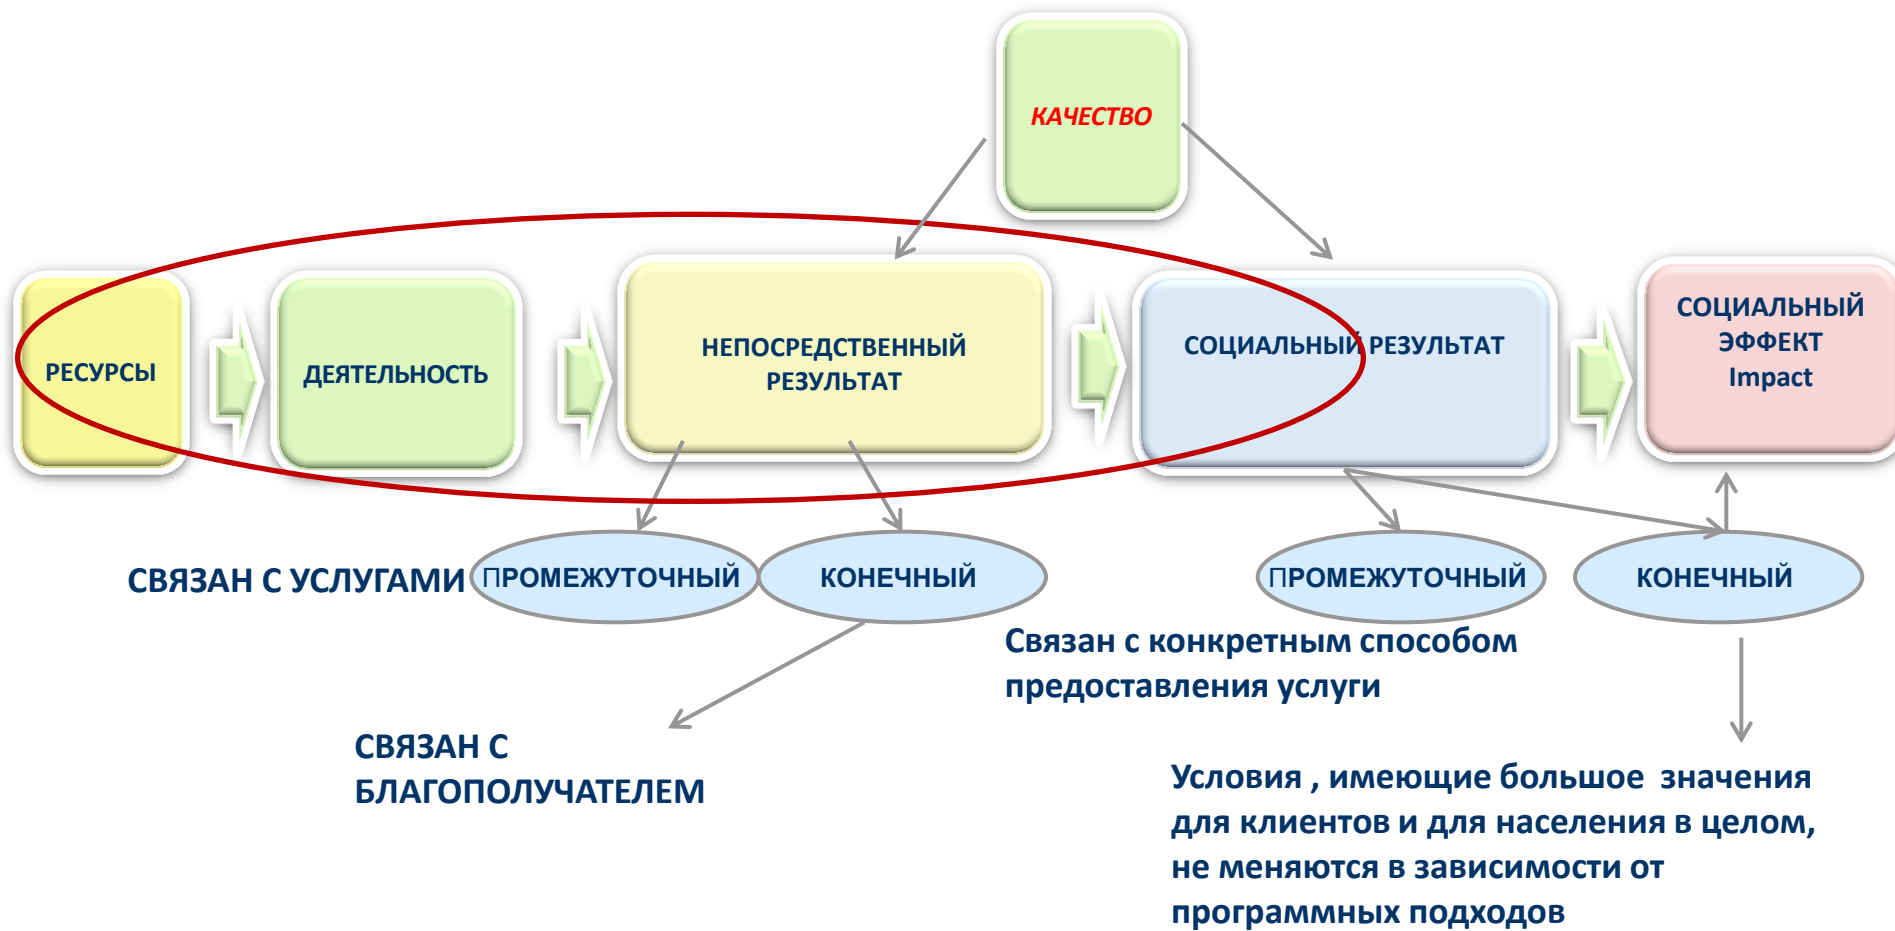 КАЧЕСТВО
РЕСУРСЫ
ДЕЯТЕЛЬНОСТЬ
НЕПОСРЕДСТВЕННЫЙ
РЕЗУЛЬТАТ
СОЦИАЛЬНЫЙ РЕЗУЛЬТАТ
СОЦИАЛЬНЫЙ
ЭФФЕКТ
Impact
СВЯЗАН С УСЛУГАМИ
ПРОМЕЖУТОЧНЫЙ
КОНЕЧНЫЙ
ПРОМЕЖУТОЧНЫЙ
КОНЕЧНЫЙ
Связан с конкретным способом
предоставления услуги
СВЯЗАН С
БЛАГОПОЛУЧАТЕЛЕМ
Условия , имеющие большое  значения
для клиентов и для населения в целом,
не меняются в зависимости от
программных подходов